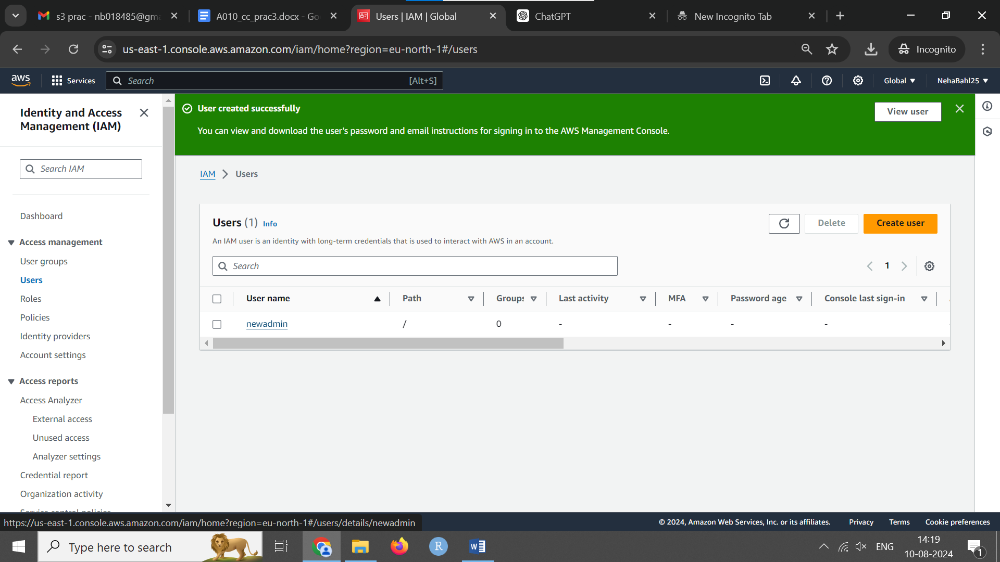 s3 prac - nb018485@gma
A010_cc_prac3.docx - Go
Users | IAM | Global
ChatGPT
New Incognito Tab
us-east-1.console.aws.amazon.com/iam/home?region=eu-north-1#/users
Incognito
aws
Services
Search
[Alt+S]
Global
NehaBahl25
Identity and Access
Management (IAM)
Search IAM
Dashboard
Access management
User groups
Users
Roles
Policies
Identity providers
Account settings
Access reports
Access Analyzer
External access
Unused access
Analyzer settings
Credential report
Organization activity
Service control policies
User created successfully
You can view and download the user's password and email instructions for signing in to the AWS Management Console.
View user
IAM > Users
Users (1) Info
An IAM user is an identity with long-term credentials that is used to interact with AWS in an account.
Delete
Create user
Search
1
User name Path Groups Last activity MFA Password age Console last sign-in
newadmin / 0 - - - -
https://us-east-1.console.aws.amazon.com/iam/home?region=eu-north-1#/users/details/newadmin
© 2024, Amazon Web Services, Inc. or its affiliates. Privacy Terms Cookie preferences
Type here to search
R
W
ENG
14:19
10-08-2024
1